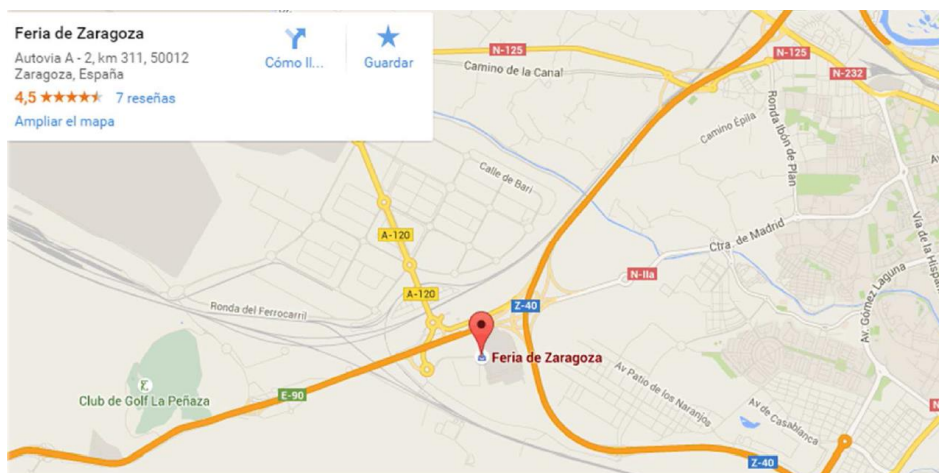 Feria de Zaragoza
Autovia A - 2, km 311, 50012
Zaragoza, España
4,5 7 reseñas
Ampliar el mapa
Cómo ll...
Guardar
N-125
N-125
Camino de la Canal
N-232
Camino Épila
Ronda Ibón de Plan
Calle de Bari
Vía de la Hispan
A-120
Ctra. de Madrid
N-IIa
Av. Gómez Laguna
A-120
Z-40
Ronda del Ferrocarril
Feria de Zaragoza
Av Patio de los Naranjos
E-90
Club de Golf La Peñaza
Av de Casablanca
Z-40